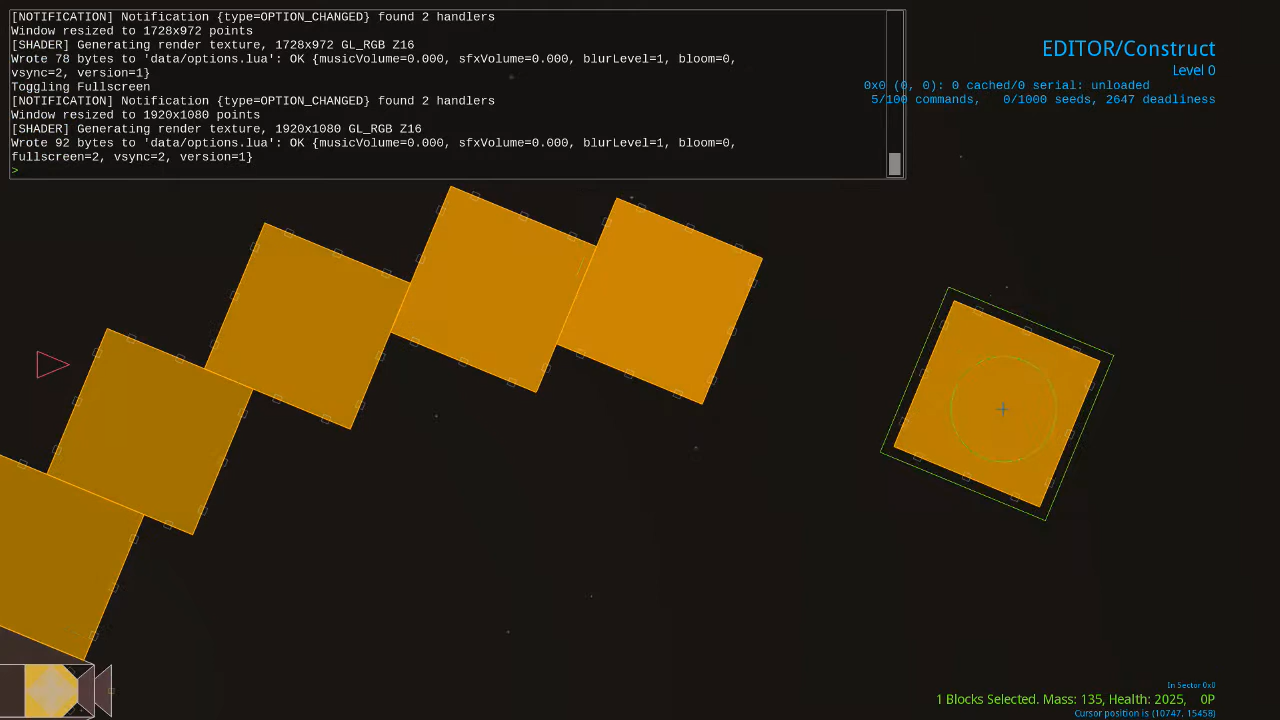 [NOTIFICATION] Notification {type=OPTION_CHANGED} found 2 handlers
Window resized to 1728x972 points
[SHADER] Generating render texture, 1728x972 GL_RGB Z16
Wrote 78 bytes to 'data/options.lua': OK {musicVolume=0.000, sfxVolume=0.000, blurLevel=1, bloom=0,
vsync=2, version=1}
Toggling Fullscreen
[NOTIFICATION] Notification {type=OPTION_CHANGED} found 2 handlers
Window resized to 1920x1080 points
[SHADER] Generating render texture, 1920x1080 GL_RGB Z16
Wrote 92 bytes to 'data/options.lua': OK {musicVolume=0.000, sfxVolume=0.000, blurLevel=1, bloom=0,
fullscreen=2, vsync=2, version=1}
>
EDITOR/Construct
Level 0
0x0 (0, 0): 0 cached/0 serial: unloaded
5/100 commands, 0/1000 seeds, 2647 deadliness
In Sector 0x0
1 Blocks Selected. Mass: 135, Health: 2025, 0P
Cursor position is (10747, 15458)